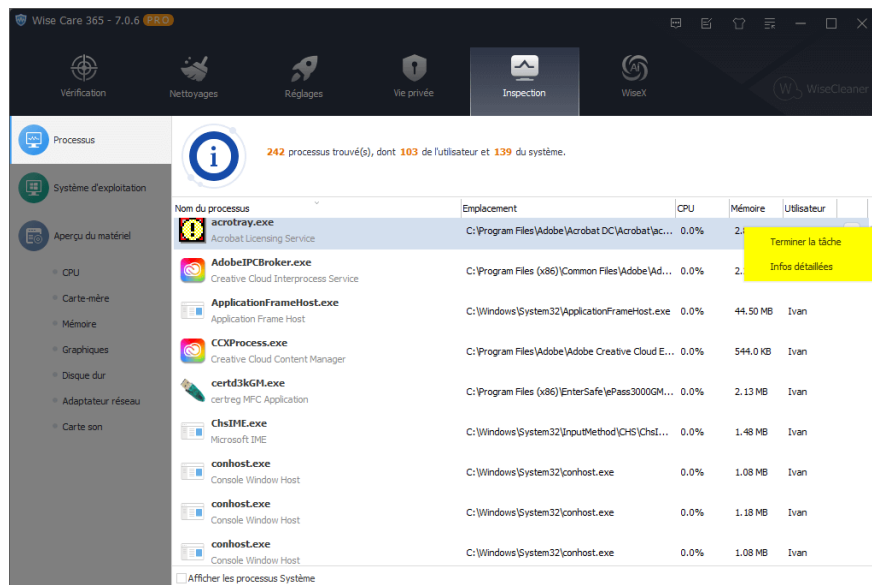 Wise Care 365 - 7.0.6 PRO
Vérification
Nettoyages
Réglages
Vie privée
Inspection
AI
WiseX
W WiseCleaner
Processus
Système d'exploitation
Aperçu du matériel
CPU
Carte-mère
Mémoire
Graphiques
Disque dur
Adaptateur réseau
Carte son
242 processus trouvé(s), dont 103 de l'utilisateur et 139 du système.
Nom du processus Emplacement CPU Mémoire Utilisateur
acrotray.exe
Acrobat Licensing Service
C:\Program Files\Adobe\Acrobat DC\Acrobat\ac... 0.0%
Terminer la tâche
Infos détaillées
AdobeIPCBroker.exe
Creative Cloud Interprocess Service
C:\Program Files (x86)\Common Files\Adobe\Ad... 0.0%
ApplicationFrameHost.exe
Application Frame Host
C:\Windows\System32\ApplicationFrameHost.exe 0.0% 44.50 MB Ivan
CCXProcess.exe
Creative Cloud Content Manager
C:\Program Files\Adobe\Adobe Creative Cloud E... 0.0% 544.0 KB Ivan
certd3kGM.exe
certreg MFC Application
C:\Program Files (x86)\EnterSafe\ePass3000GM... 0.0% 2.13 MB Ivan
ChsIME.exe
Microsoft IME
C:\Windows\System32\InputMethod\CHS\ChsI... 0.0% 1.48 MB Ivan
conhost.exe
Console Window Host
C:\Windows\System32\conhost.exe 0.0% 1.08 MB Ivan
conhost.exe
Console Window Host
C:\Windows\System32\conhost.exe 0.0% 1.18 MB Ivan
conhost.exe
Console Window Host
C:\Windows\System32\conhost.exe 0.0% 1.08 MB Ivan
Afficher les processus Système